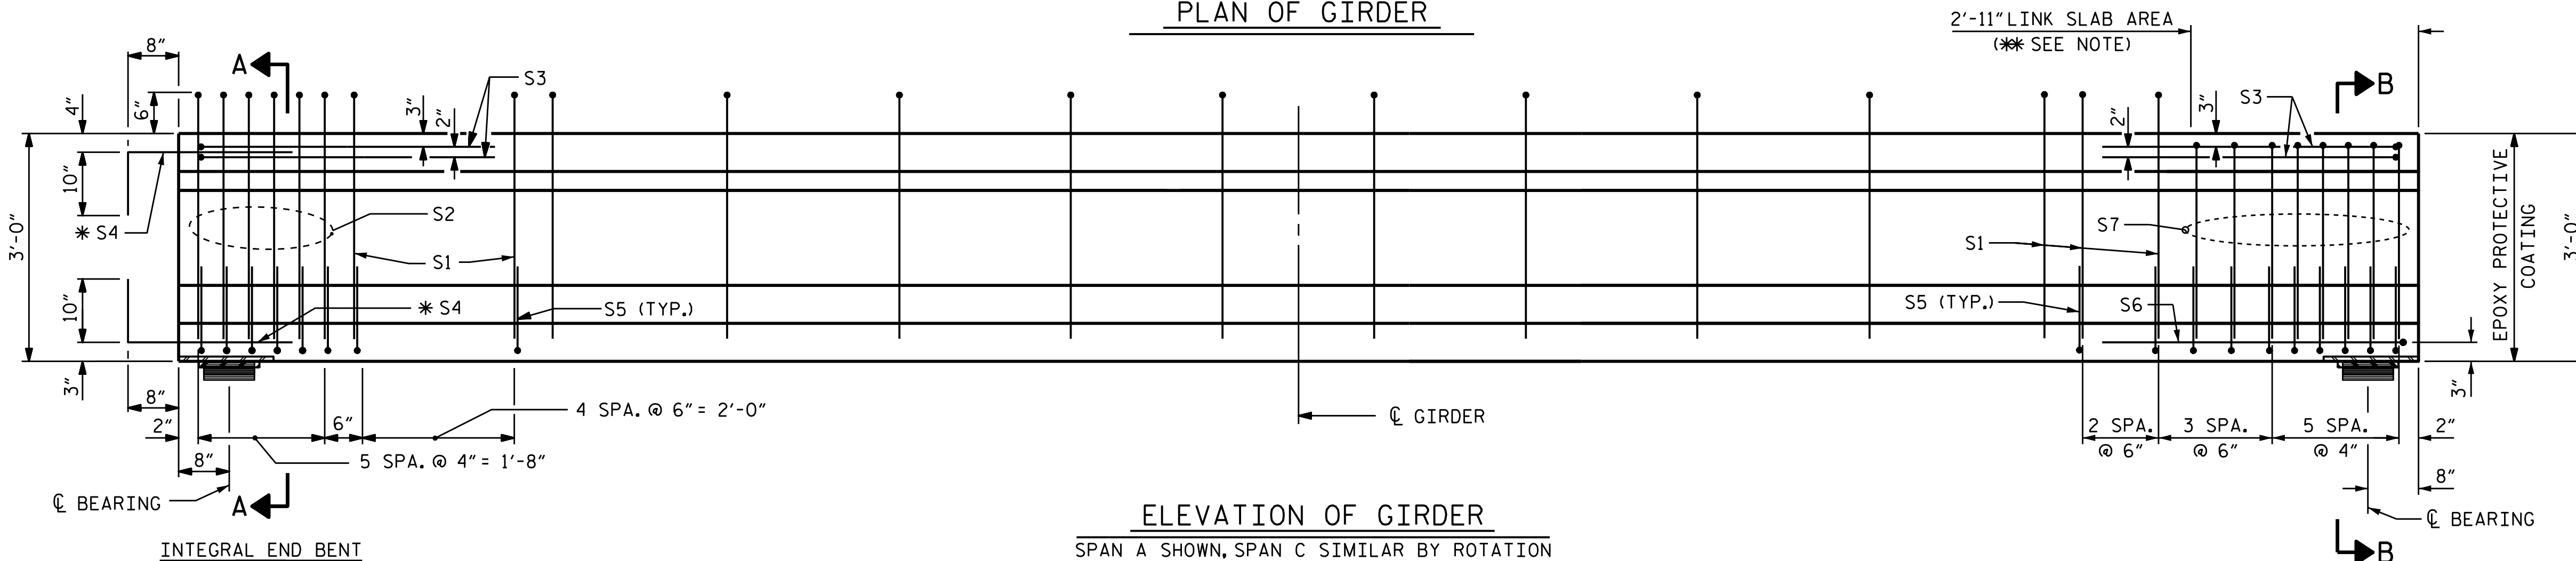 PLAN OF GIRDER
2'-11" LINK SLAB AREA
(** SEE NOTE)
8"
A
S3
B
4"
6"
3"
2"
2"
3"
S3
10"
3'-0"
* S4
S2
S1
S7
S1
EPOXY PROTECTIVE
COATING
3'-0"
10"
* S4
S5 (TYP.)
S5 (TYP.)
S6
3"
8"
3"
2"
6"
4 SPA. @ 6" = 2'-0"
℄ GIRDER
2 SPA.
@ 6"
3 SPA.
@ 6"
5 SPA.
@ 4"
2"
8"
5 SPA. @ 4" = 1'-8"
8"
℄ BEARING
A
℄ BEARING
B
INTEGRAL END BENT
ELEVATION OF GIRDER
SPAN A SHOWN, SPAN C SIMILAR BY ROTATION